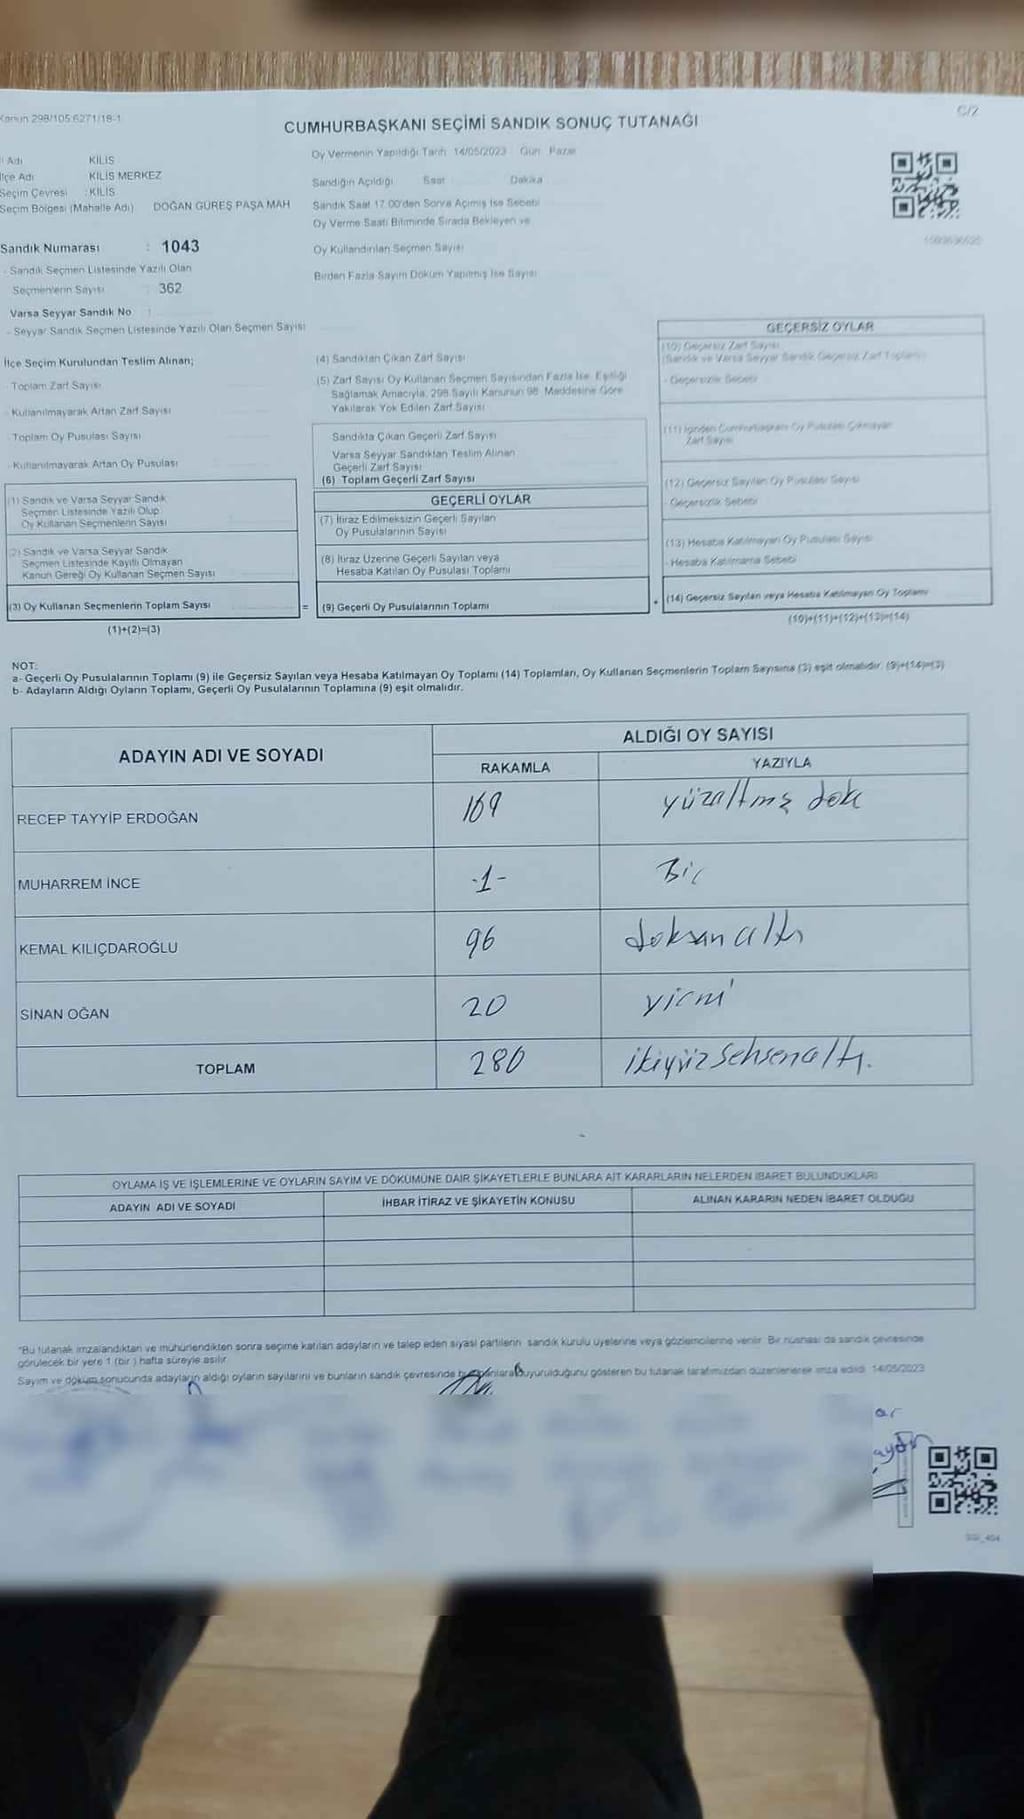 Kanun 298/105 6271/18-1
C/2
CUMHURBAŞKANI SEÇİMİ SANDIK SONUÇ TUTANAĞI
İl Adı KİLİS
İlçe Adı KİLİS MERKEZ
Seçim Çevresi : KİLİS
Seçim Bölgesi (Mahalle Adı) DOĞAN GÜREŞ PAŞA MAH
Sandık Numarası : 1043
- Sandık Seçmen Listesinde Yazılı Olan
Seçmenlerin Sayısı : 362
Varsa Seyyar Sandık No :
- Seyyar Sandık Seçmen Listesinde Yazılı Olan Seçmen Sayısı
Oy Vermenin Yapıldığı Tarih 14/05/2023 Gün Pazar
Sandığın Açıldığı Saat Dakika
Sandık Saat 17.00'den Sonra Açımış İse Sebebi
Oy Verme Saati Bitiminde Sırada Bekleyen ve
Oy Kullandırılan Seçmen Sayısı
Birden Fazla Sayım Döküm Yapılmış İse Sayısı
İlçe Seçim Kurulundan Teslim Alınan;
- Toplam Zarf Sayısı
- Kullanılmayarak Artan Zarf Sayısı
- Toplam Oy Pusulası Sayısı
- Kullanılmayarak Artan Oy Pusulası
(1) Sandık ve Varsa Seyyar Sandık
Seçmen Listesinde Yazılı Olup
Oy Kullanan Seçmenlerin Sayısı
(2) Sandık ve Varsa Seyyar Sandık
Seçmen Listesinde Kayıtlı Olmayan
Kanun Gereği Oy Kullanan Seçmen Sayısı
(3) Oy Kullanan Seçmenlerin Toplam Sayısı
(1)+(2)=(3)
(4) Sandıktan Çıkan Zarf Sayısı
(5) Zarf Sayısı Oy Kullanan Seçmen Sayısından Fazla İse, Eşitliği
Sağlamak Amacıyla, 298 Sayılı Kanunun 98. Maddesine Göre
Yakılarak Yok Edilen Zarf Sayısı
Sandıkta Çıkan Geçerli Zarf Sayısı
Varsa Seyyar Sandıktan Teslim Alınan
Geçerli Zarf Sayısı
(6) Toplam Geçerli Zarf Sayısı
GEÇERLİ OYLAR
(7) İtiraz Edilmeksizin Geçerli Sayılan
Oy Pusulalarının Sayısı
(8) İtiraz Üzerine Geçerli Sayılan veya
Hesaba Katılan Oy Pusulası Toplamı
= (9) Geçerli Oy Pusulalarının Toplamı +
GEÇERSİZ OYLAR
(10) Geçersiz Zarf Sayısı
(Sandık ve Varsa Seyyar Sandık Geçersiz Zarf Toplamı)
- Geçersizlik Sebebi
(11) İçinden Cumhurbaşkanı Oy Pusulası Çıkmayan
Zarf Sayısı
(12) Geçersiz Sayılan Oy Pusulası Sayısı
- Geçersizlik Sebebi
(13) Hesaba Katılmayan Oy Pusulası Sayısı
- Hesaba Katılmama Sebebi
(14) Geçersiz Sayılan veya Hesaba Katılmayan Oy Toplamı
(10)+(11)+(12)+(13)=(14)
NOT:
a- Geçerli Oy Pusulalarının Toplamı (9) ile Geçersiz Sayılan veya Hesaba Katılmayan Oy Toplamı (14) Toplamları, Oy Kullanan Seçmenlerin Toplam Sayısına (3) eşit olmalıdır. (9)+(14)=(3)
b- Adayların Aldığı Oyların Toplamı, Geçerli Oy Pusulalarının Toplamına (9) eşit olmalıdır.
ADAYIN ADI VE SOYADI ALDIĞI OY SAYISI
RAKAMLA YAZIYLA
RECEP TAYYİP ERDOĞAN 169 yüzaltmş dok
MUHARREM İNCE -1- Bir
KEMAL KILIÇDAROĞLU 96 doksan altı
SİNAN OĞAN 20 yirmi
TOPLAM 280 ikiyüzsehsenaltı.
OYLAMA İŞ VE İŞLEMLERİNE VE OYLARIN SAYIM VE DÖKÜMÜNE DAİR ŞİKAYETLERLE BUNLARA AİT KARARLARIN NELERDEN İBARET BULUNDUKLARI
ADAYIN ADI VE SOYADI İHBAR İTİRAZ VE ŞİKAYETİN KONUSU ALINAN KARARIN NEDEN İBARET OLDUĞU
"Bu tutanak imzalandıktan ve mühürlendikten sonra seçime katılan adayların ve talep eden siyasi partilerin sandık kurulu üyelerine veya gözlemcilerine verilir. Bir nüshası da sandık çevresinde
görülecek bir yere 1 (bir) hafta süreyle asılır.
Sayım ve döküm sonucunda adayların aldığı oyların sayılarını ve bunların sandık çevresinde duyurulduğunu gösteren bu tutanak tarafımızdan düzenlenerek imza edildi. 14/05/2023